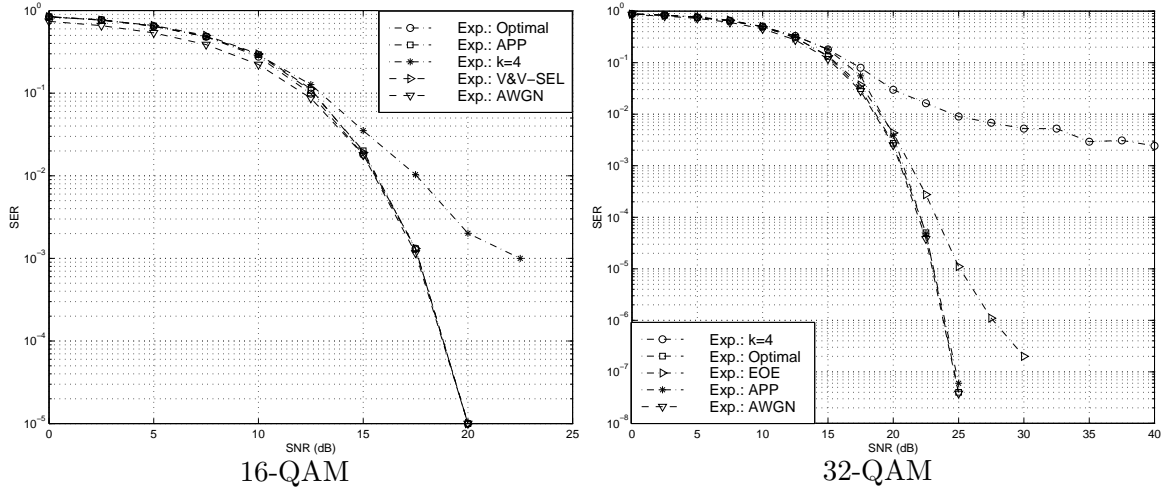 10^0
10^-1
10^-2
10^-3
10^-4
10^-5
SER
0 5 10 15 20 25
SNR (dB)
Exp.: Optimal
Exp.: APP
Exp.: k=4
Exp.: V&V-SEL
Exp.: AWGN
16-QAM
10^0
10^-1
10^-2
10^-3
10^-4
10^-5
10^-6
10^-7
10^-8
SER
0 5 10 15 20 25 30 35 40
SNR (dB)
Exp.: k=4
Exp.: Optimal
Exp.: EOE
Exp.: APP
Exp.: AWGN
32-QAM